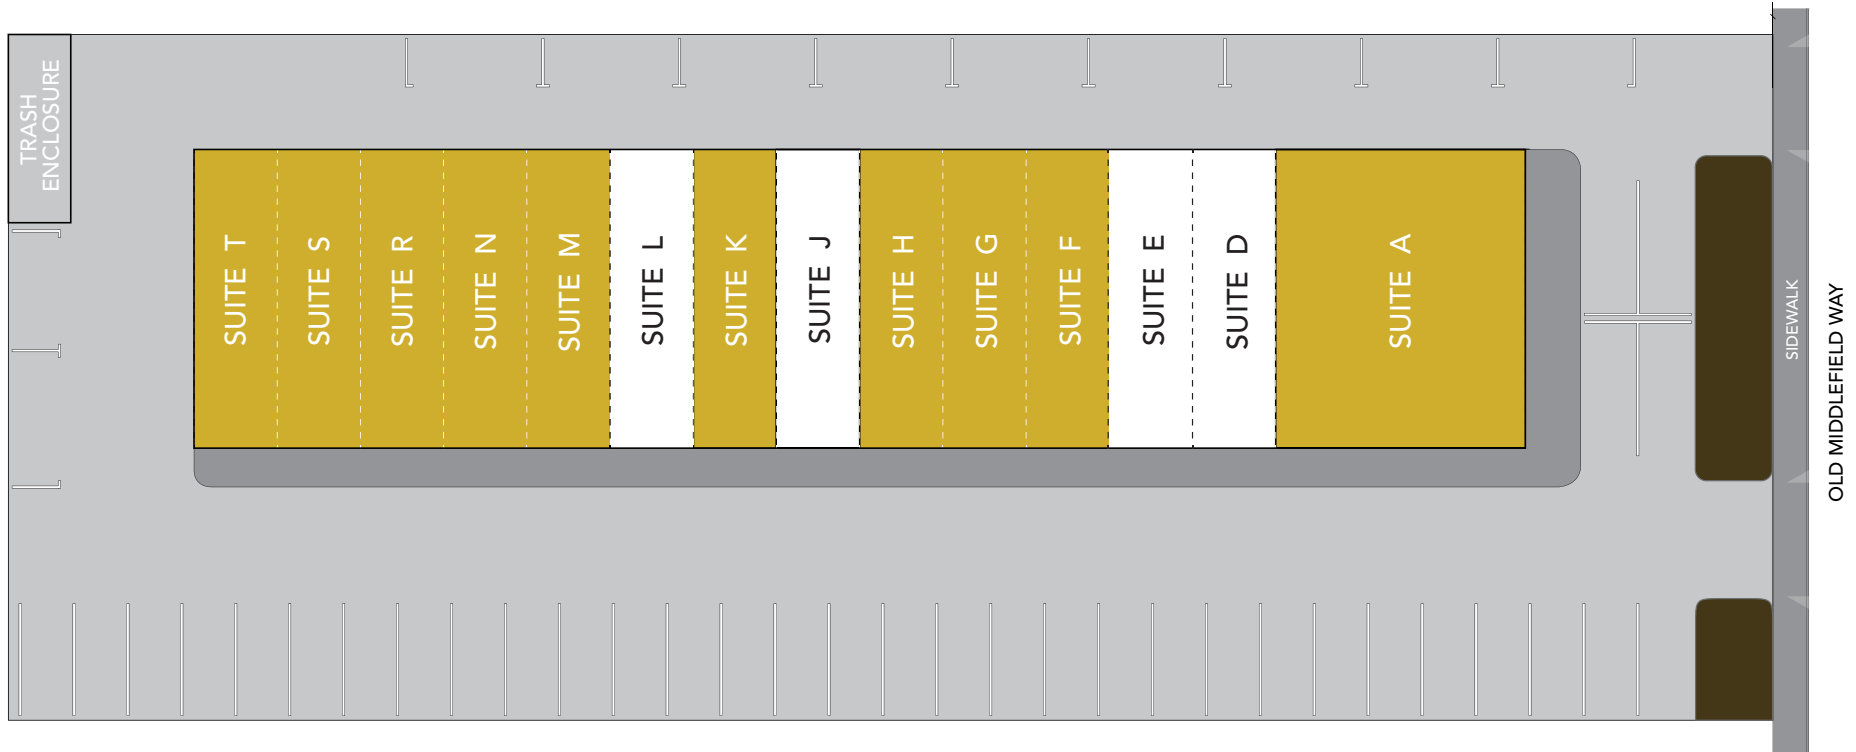 TRASH
ENCLOSURE
SUITE T
SUITE S
SUITE R
SUITE N
SUITE M
SUITE L
SUITE K
SUITE J
SUITE H
SUITE G
SUITE F
SUITE E
SUITE D
SUITE A
SIDEWALK
OLD MIDDLEFIELD WAY